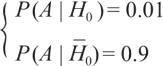 P(A | H₀) = 0.01
P(A | H̅₀) = 0.9